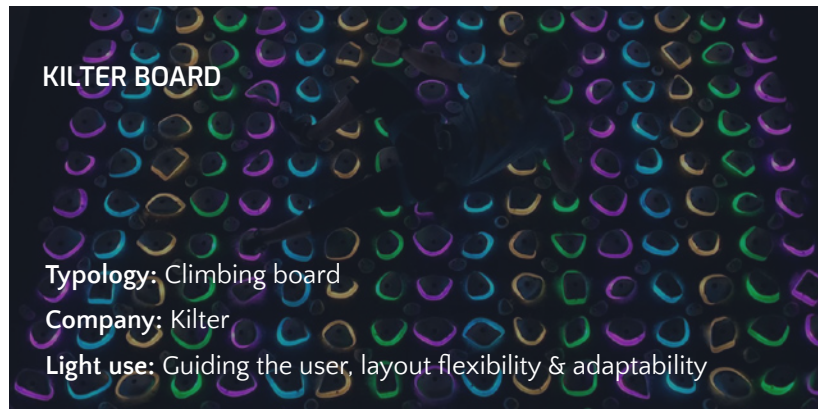 KILTER BOARD
Typology: Climbing board
Company: Kilter
Light use: Guiding the user, layout flexibility & adaptability